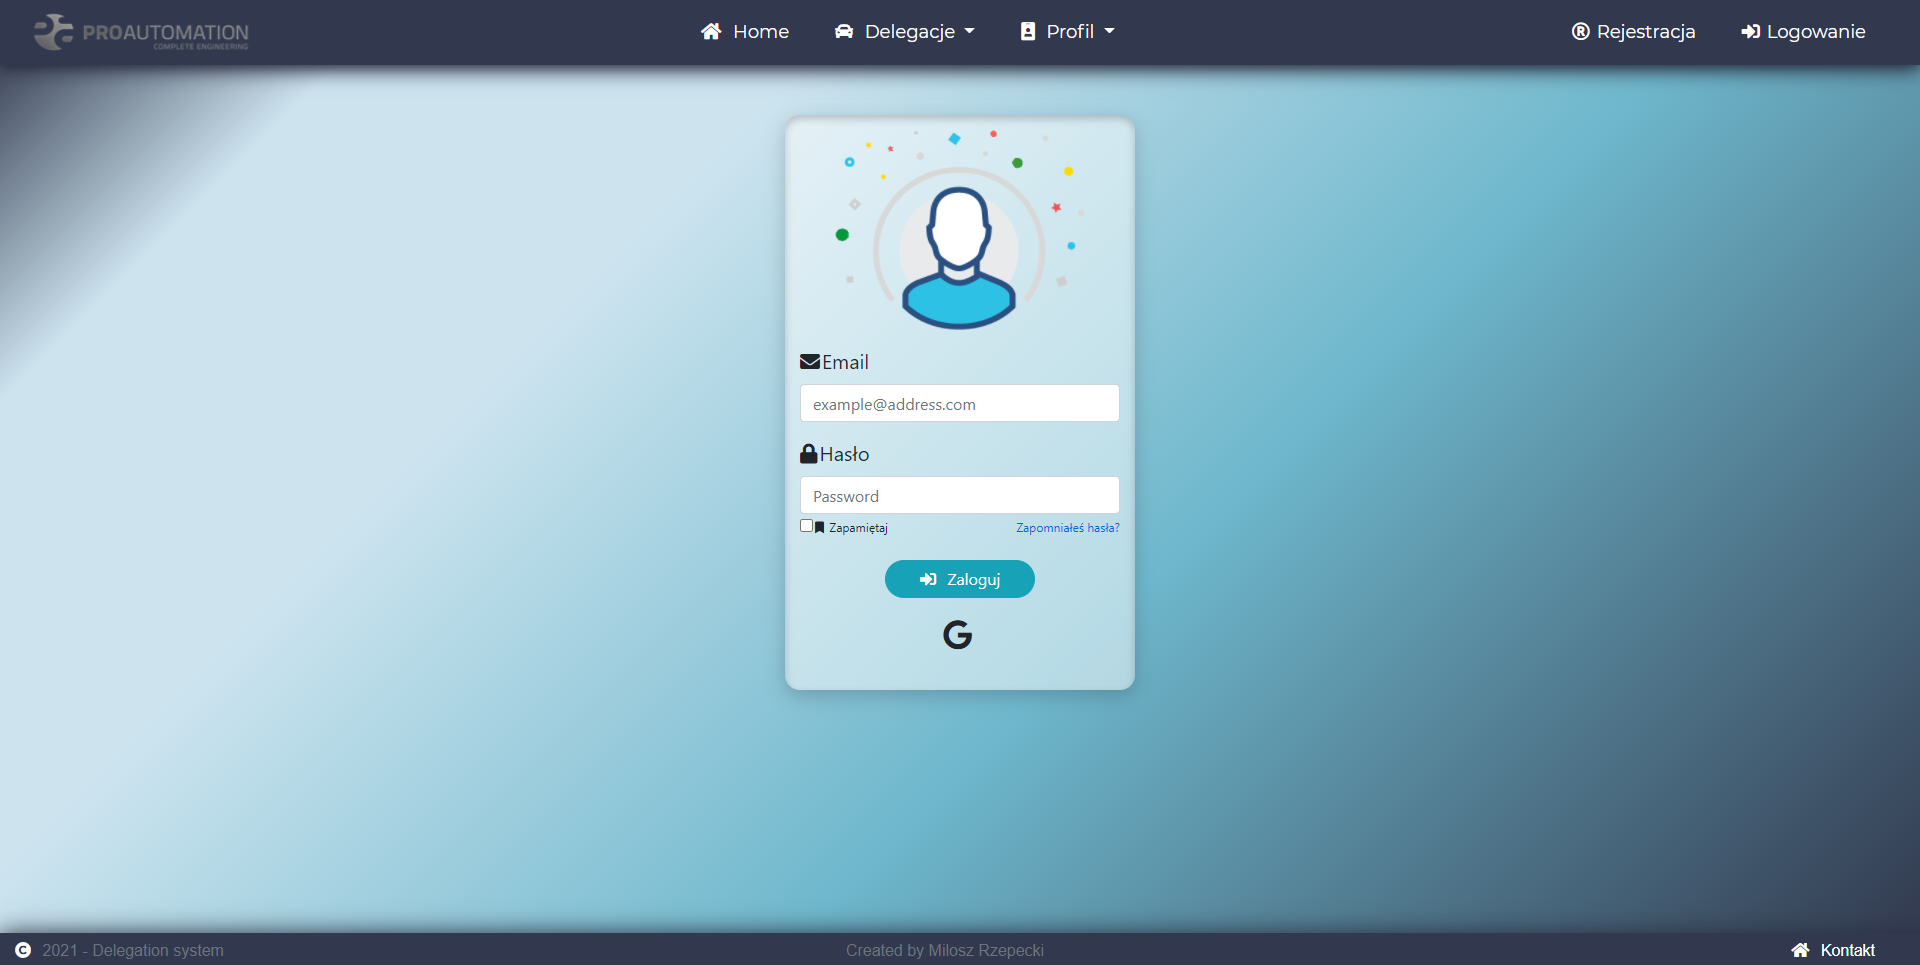 PROAUTOMATION
COMPLETE ENGINEERING
Home
Delegacje
Profil
Rejestracja
Logowanie
Email
example@address.com
Hasło
Password
Zapamiętaj
Zapomniałeś hasła?
Zaloguj
2021 - Delegation system
Created by Milosz Rzepecki
Kontakt